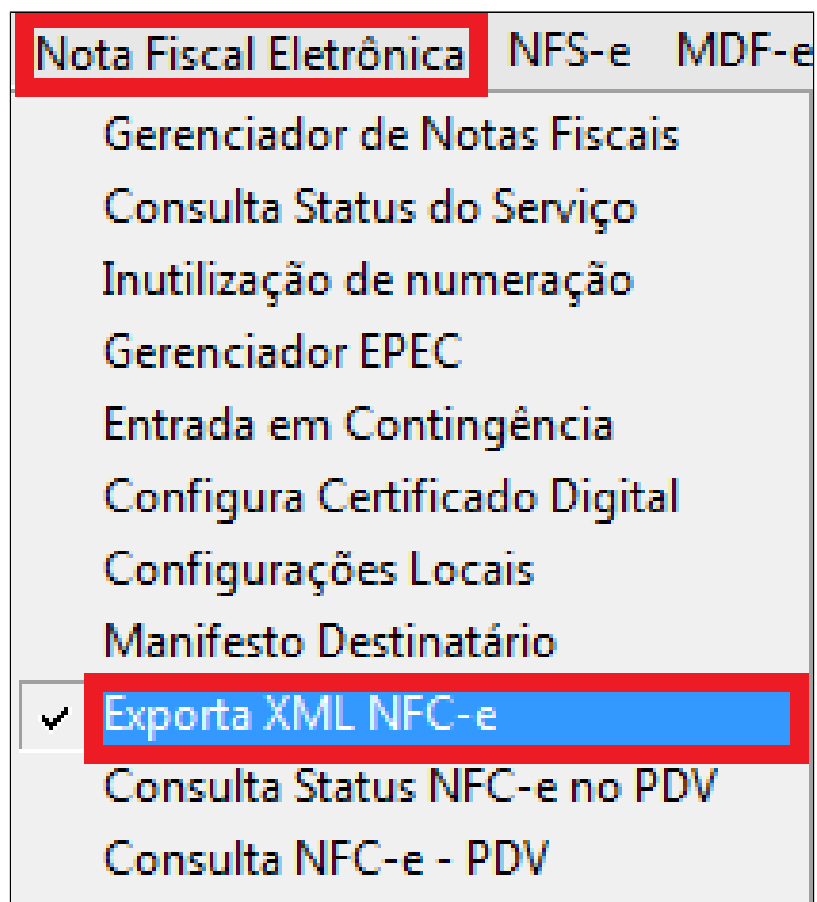 Nota Fiscal Eletrônica NFS-e MDF-e
Gerenciador de Notas Fiscais
Consulta Status do Serviço
Inutilização de numeração
Gerenciador EPEC
Entrada em Contingência
Configura Certificado Digital
Configurações Locais
Manifesto Destinatário
Exporta XML NFC-e
Consulta Status NFC-e no PDV
Consulta NFC-e - PDV